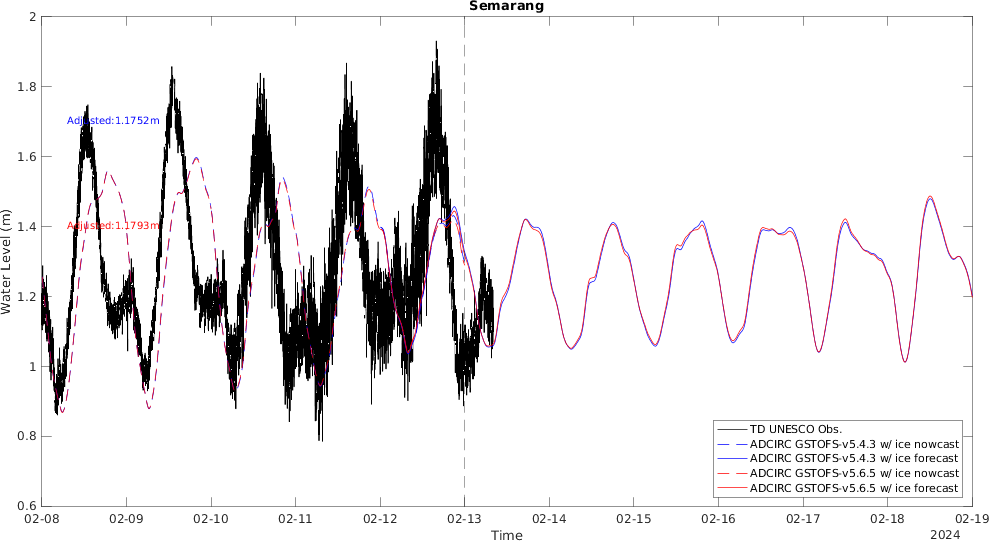 Semarang
Water Level (m)
2
1.8
1.6
1.4
1.2
1
0.8
0.6
Adjusted:1.1752m
Adjusted:1.1793m
TD UNESCO Obs.
ADCIRC GSTOFS-v5.4.3 w/ ice nowcast
ADCIRC GSTOFS-v5.4.3 w/ ice forecast
ADCIRC GSTOFS-v5.6.5 w/ ice nowcast
ADCIRC GSTOFS-v5.6.5 w/ ice forecast
02-08 02-09 02-10 02-11 02-12 02-13 02-14 02-15 02-16 02-17 02-18 02-19
Time
2024